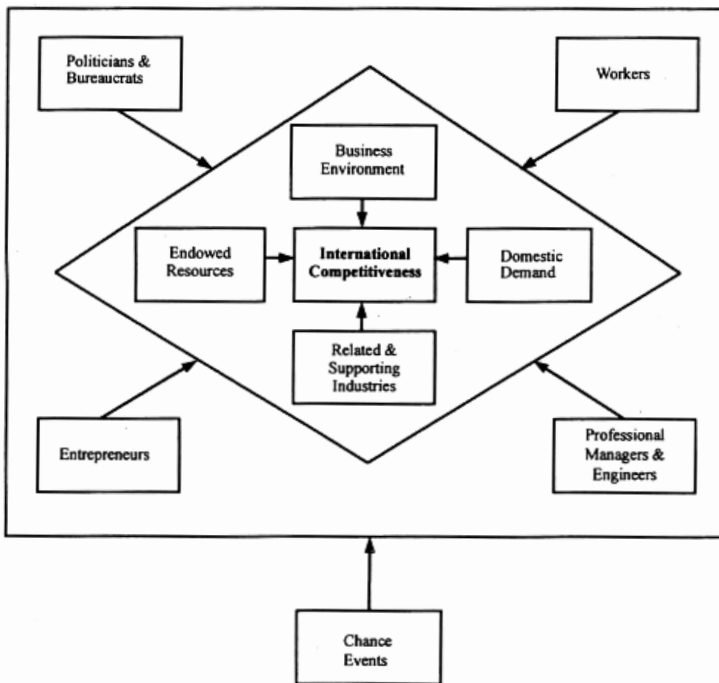 Politicians &
Bureaucrats
Workers
Business
Environment
Endowed
Resources
International
Competitiveness
Domestic
Demand
Related &
Supporting
Industries
Entrepreneurs
Professional
Managers &
Engineers
Chance
Events